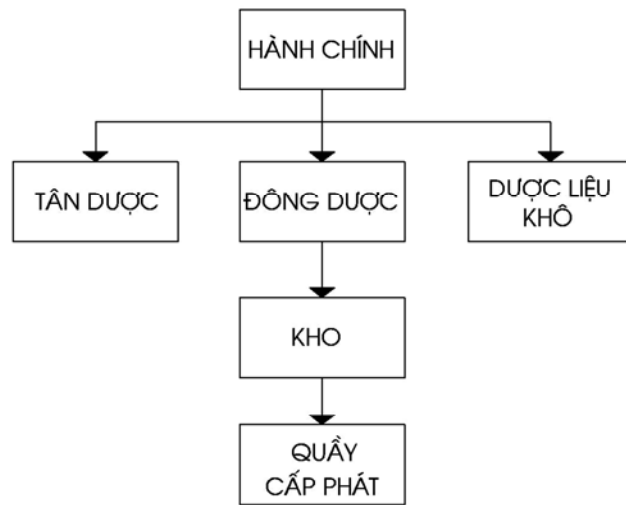 HÀNH CHÍNH
TÂN DƯỢC
ĐÔNG DƯỢC
DƯỢC LIỆU
KHÔ
KHO
QUẦY
CẤP PHÁT